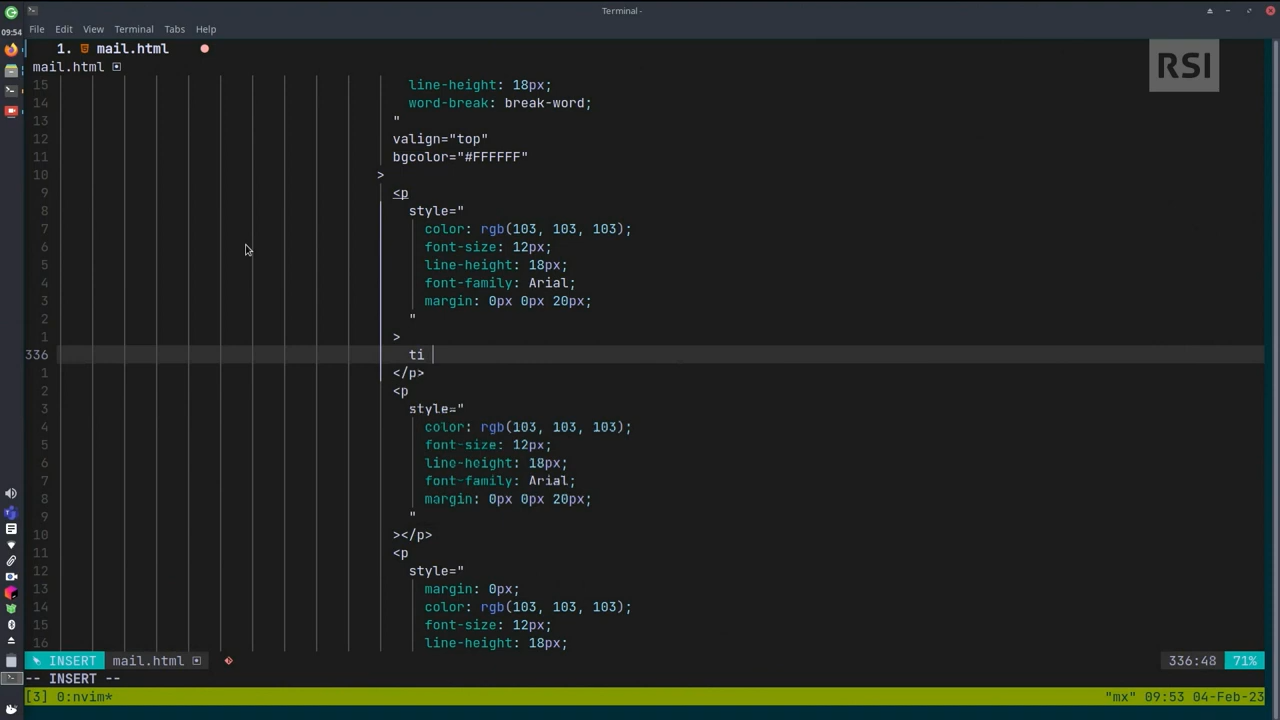 Terminal -
09:54
File Edit View Terminal Tabs Help
1. mail.html
mail.html
RSI
15 line-height: 18px;
14 word-break: break-word;
13 "
12 valign="top"
11 bgcolor="#FFFFFF"
10 >
9 <p
8 style="
7 color: rgb(103, 103, 103);
6 font-size: 12px;
5 line-height: 18px;
4 font-family: Arial;
3 margin: 0px 0px 20px;
2 "
1 >
336 ti
1 </p>
2 <p
3 style="
4 color: rgb(103, 103, 103);
5 font-size: 12px;
6 line-height: 18px;
7 font-family: Arial;
8 margin: 0px 0px 20px;
9 "
10 ></p>
11 <p
12 style="
13 margin: 0px;
14 color: rgb(103, 103, 103);
15 font-size: 12px;
16 line-height: 18px;
INSERT mail.html 336:48 71%
-- INSERT --
[3] 0:nvim* "mx" 09:53 04-Feb-23